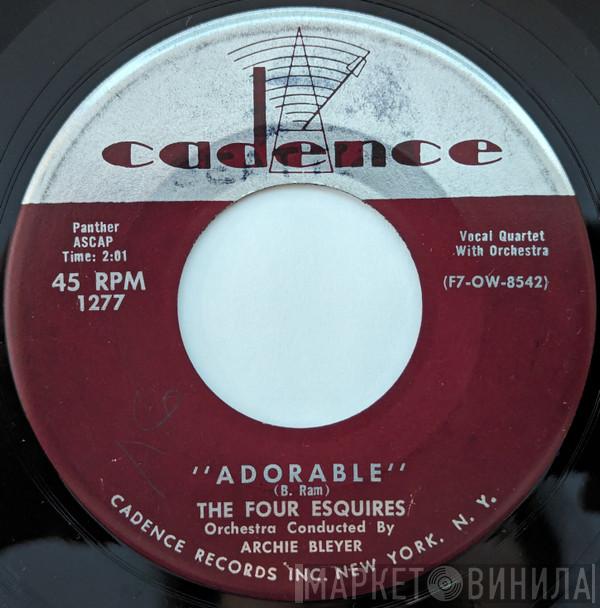 cadence
Panther
ASCAP
Time: 2:01
45 RPM
1277
Vocal Quartet
With Orchestra
(F7-OW-8542)
"ADORABLE"
(B. Ram)
THE FOUR ESQUIRES
Orchestra Conducted By
ARCHIE BLEYER
CADENCE RECORDS INC. NEW YORK, N. Y.
МАРКЕТ ВИНИЛА